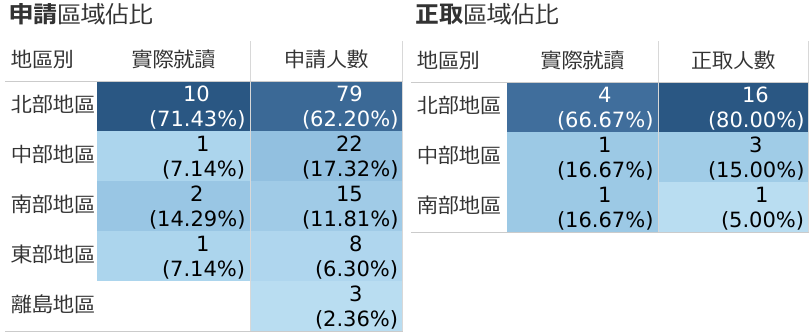 申請區域佔比
地區別 實際就讀 申請人數
北部地區 10 79
(71.43%) (62.20%)
中部地區 1 22
(7.14%) (17.32%)
南部地區 2 15
(14.29%) (11.81%)
東部地區 1 8
(7.14%) (6.30%)
離島地區 3
(2.36%)
正取區域佔比
地區別 實際就讀 正取人數
北部地區 4 16
(66.67%) (80.00%)
中部地區 1 3
(16.67%) (15.00%)
南部地區 1 1
(16.67%) (5.00%)